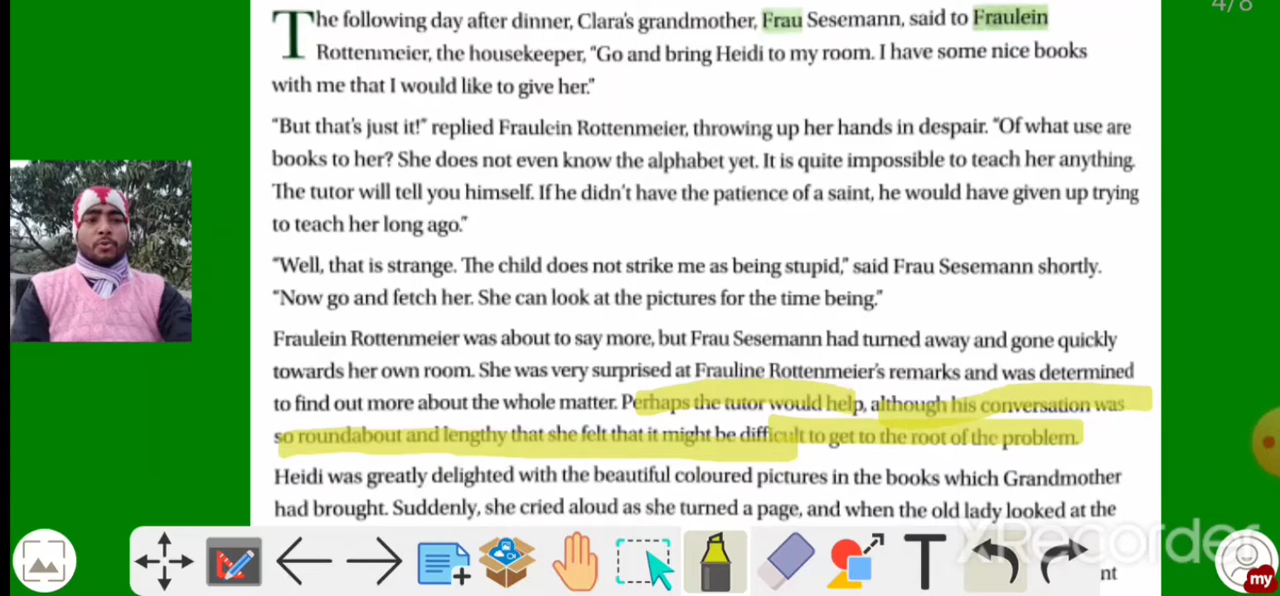 4/8
The following day after dinner, Clara's grandmother, Frau Sesemann, said to Fraulein
Rottenmeier, the housekeeper, “Go and bring Heidi to my room. I have some nice books
with me that I would like to give her.”
“But that's just it!” replied Fraulein Rottenmeier, throwing up her hands in despair. “Of what use are
books to her? She does not even know the alphabet yet. It is quite impossible to teach her anything.
The tutor will tell you himself. If he didn't have the patience of a saint, he would have given up trying
to teach her long ago.”
“Well, that is strange. The child does not strike me as being stupid,” said Frau Sesemann shortly.
“Now go and fetch her. She can look at the pictures for the time being.”
Fraulein Rottenmeier was about to say more, but Frau Sesemann had turned away and gone quickly
towards her own room. She was very surprised at Frauline Rottenmeier's remarks and was determined
to find out more about the whole matter. Perhaps the tutor would help, although his conversation was
so roundabout and lengthy that she felt that it might be difficult to get to the root of the problem.
Heidi was greatly delighted with the beautiful coloured pictures in the books which Grandmother
had brought. Suddenly, she cried aloud as she turned a page, and when the old lady looked at the
XRecorder
T
nt
my